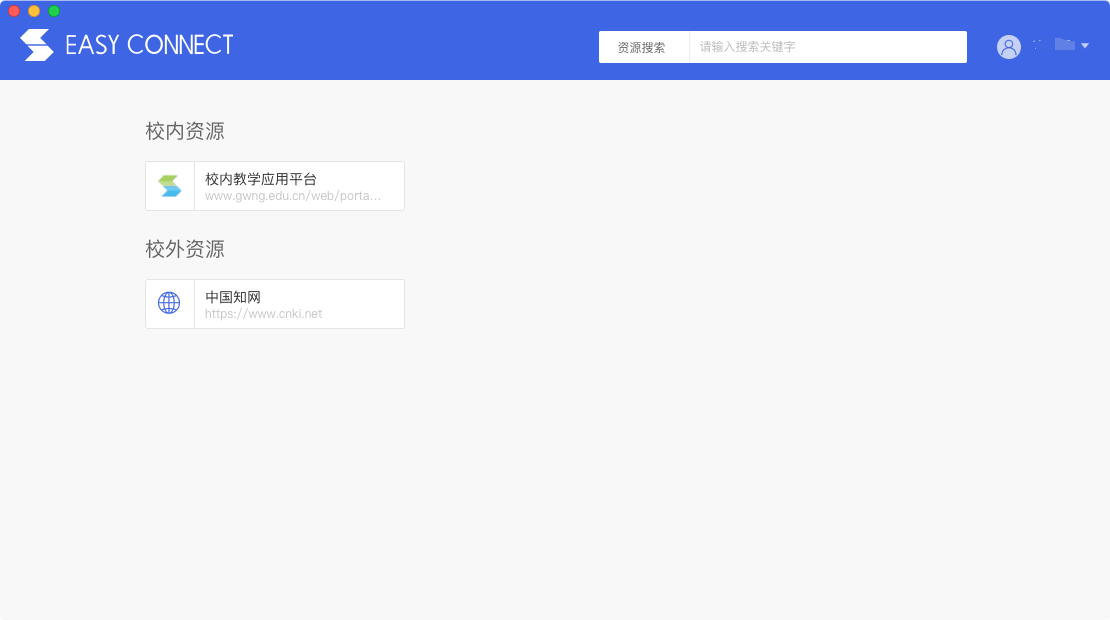 EASY CONNECT
资源搜索
请输入搜索关键字
校内资源
校内教学应用平台
www.gwng.edu.cn/web/porta...
校外资源
中国知网
https://www.cnki.net